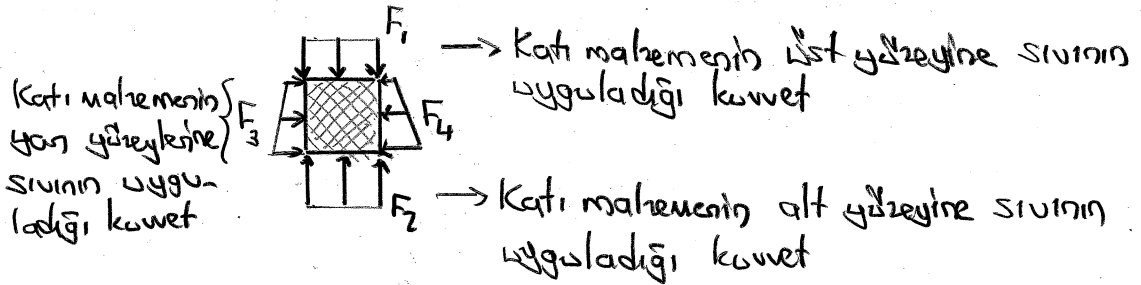 F₁ → Katı malzemenin üst yüzeyine sıvının
uyguladığı kuvvet
Katı malzemenin
yan yüzeylerine
sıvının uygu-
ladığı kuvvet
F₃
F₄
F₂ → Katı malzemenin alt yüzeyine sıvının
uyguladığı kuvvet